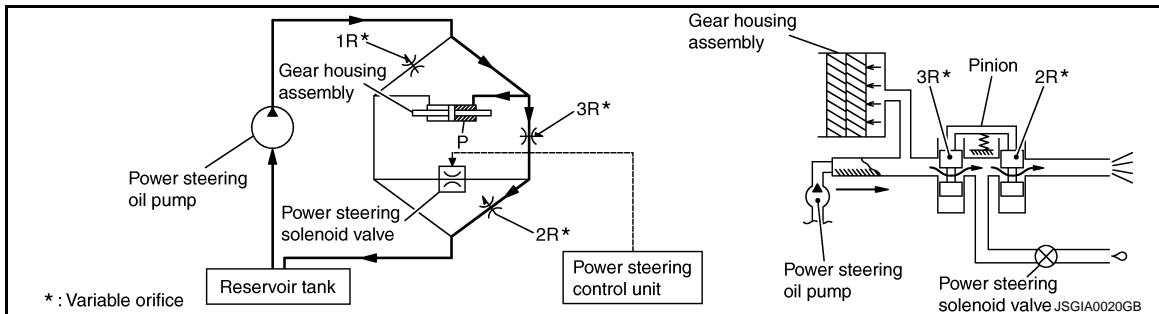 1R*
Gear housing
assembly
3R*
P
Power steering
oil pump
Power steering
solenoid valve
2R*
Reservoir tank
Power steering
control unit
* : Variable orifice
Gear housing
assembly
Pinion
3R*
2R*
Power steering
oil pump
Power steering
solenoid valve
JSGIA0020GB